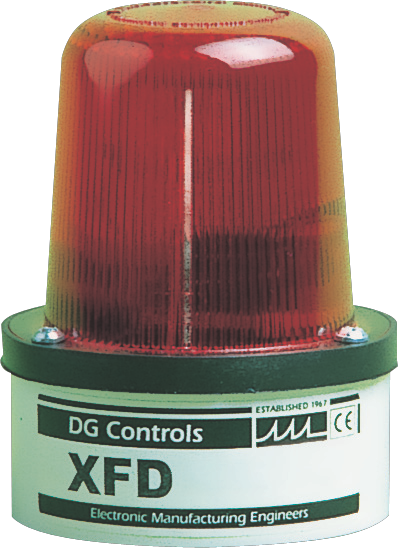 ESTABLISHED 1967
DG Controls
CE
XFD
Electronic Manufacturing Engineers